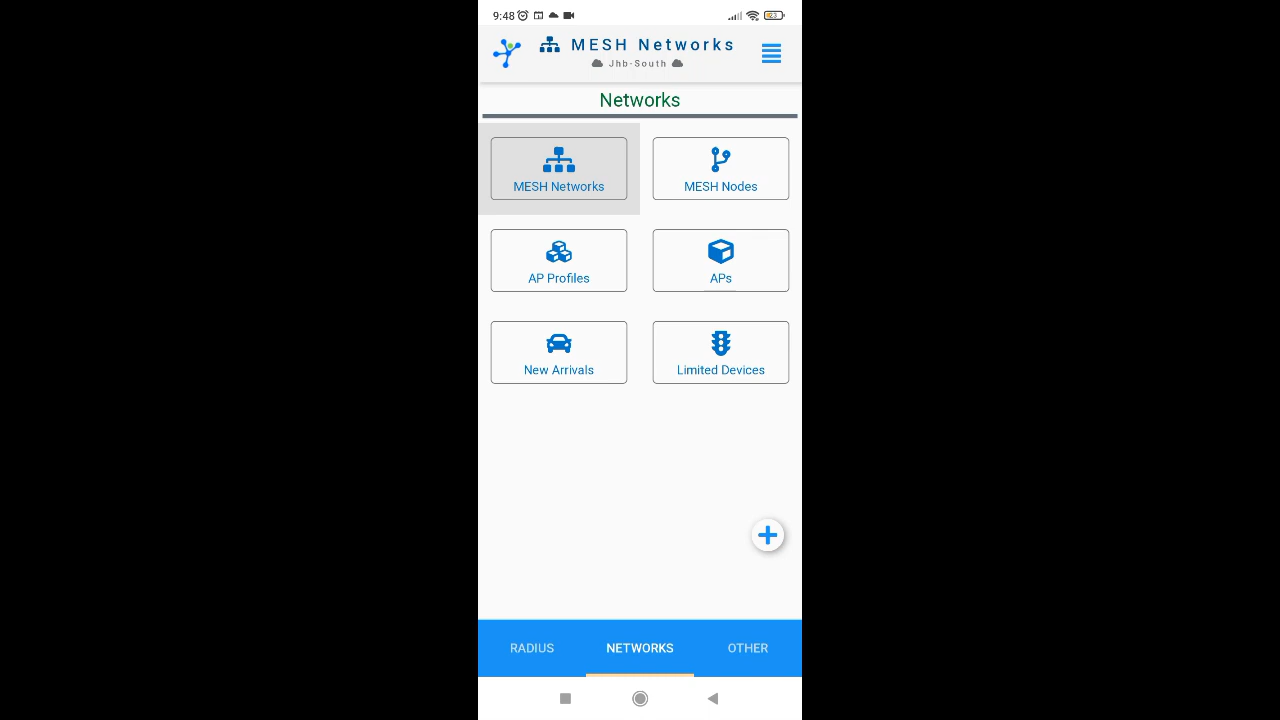 9:48
23
MESH Networks
Jhb-South
Networks
MESH Networks
MESH Nodes
AP Profiles
APs
New Arrivals
Limited Devices
RADIUS
NETWORKS
OTHER